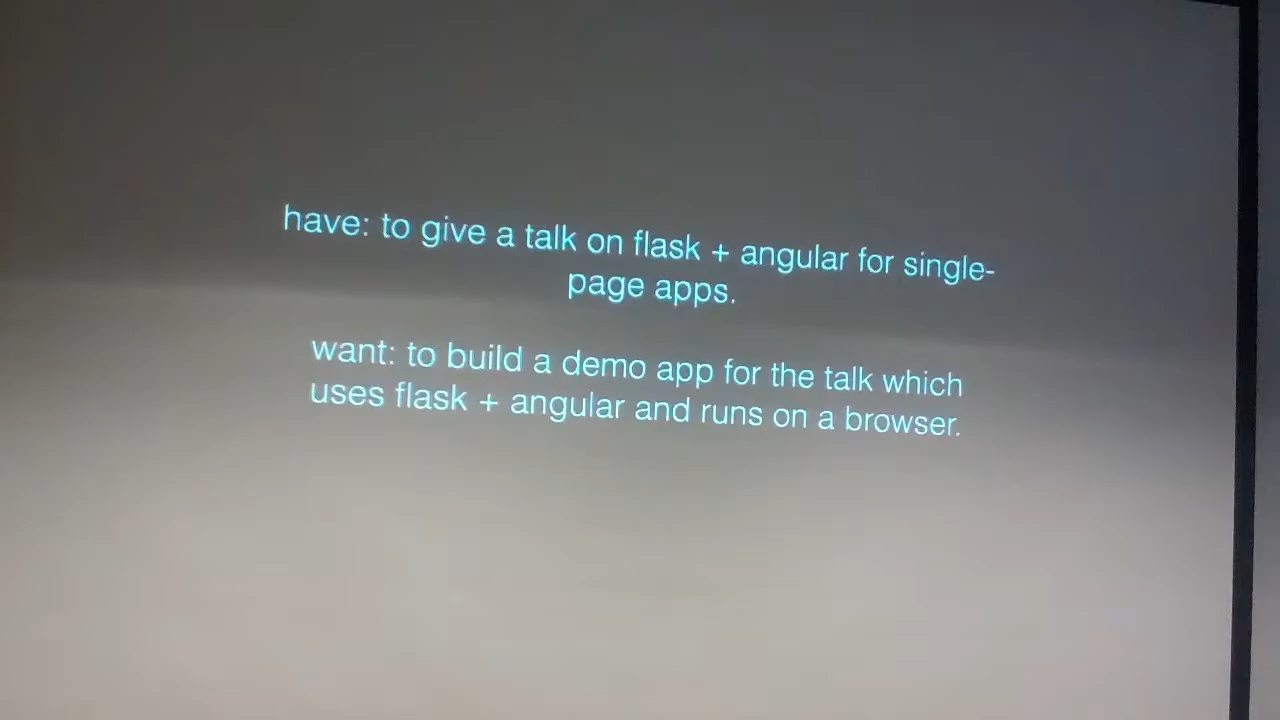 have: to give a talk on flask + angular for single-
page apps.
want: to build a demo app for the talk which
uses flask + angular and runs on a browser.